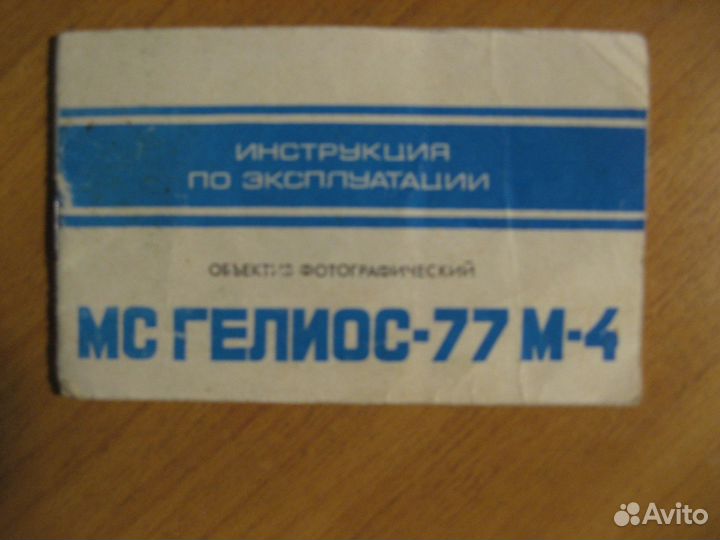 ИНСТРУКЦИЯ
ПО ЭКСПЛУАТАЦИИ
ОБЪЕКТИВ ФОТОГРАФИЧЕСКИЙ
МС ГЕЛИОС-77 М-4
Avito